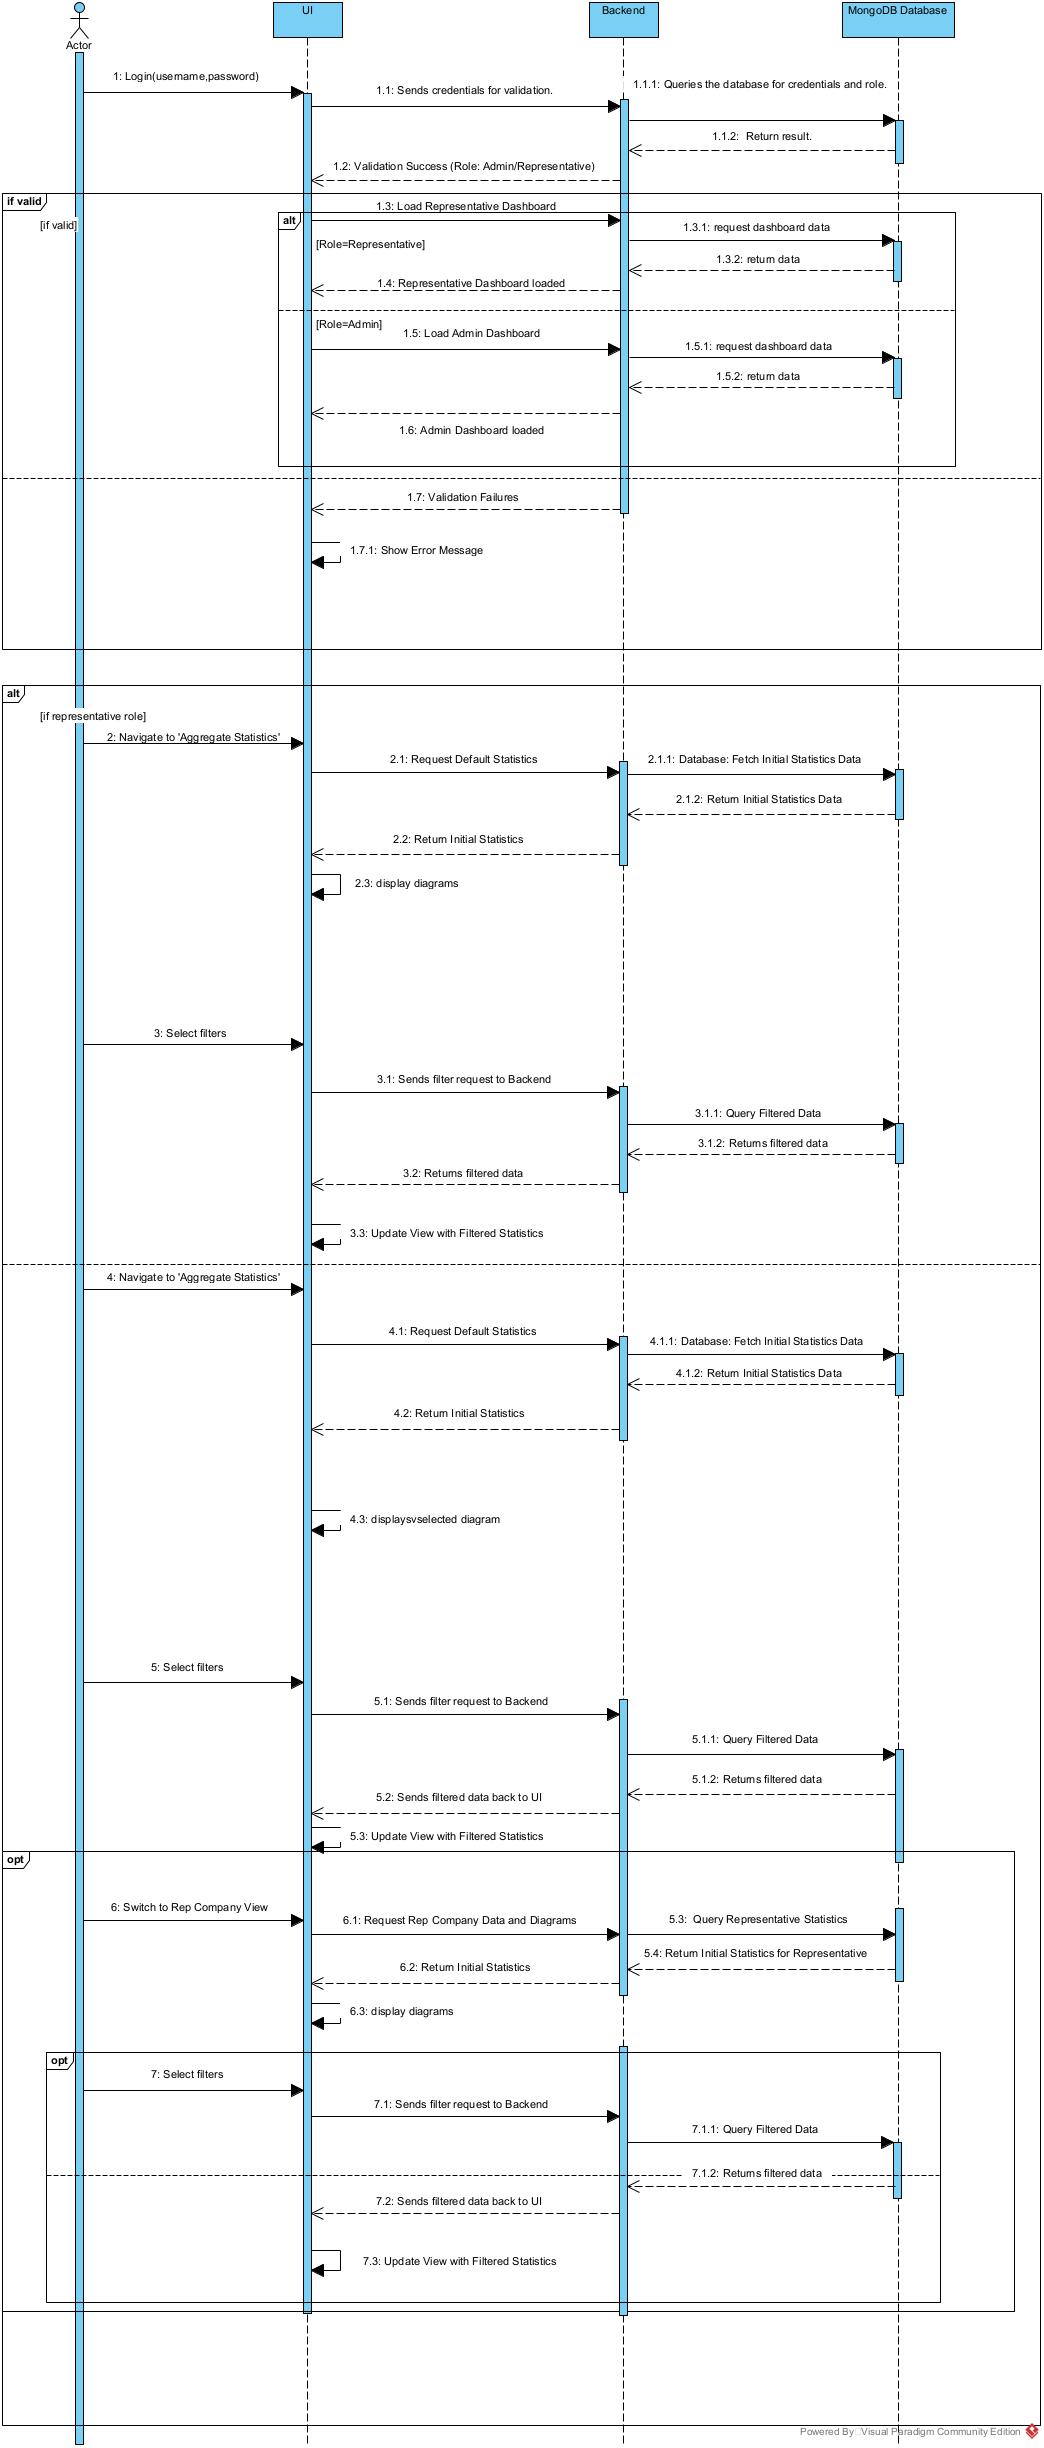 UI
Backend
MongoDB Database
Actor
1: Login(username,password)
1.1: Sends credentials for validation.
1.1.1: Queries the database for credentials and role.
1.1.2:  Return result.
1.2: Validation Success (Role: Admin/Representative)
if valid
[if valid]
1.3: Load Representative Dashboard
alt
1.3.1: request dashboard data
[Role=Representative]
1.3.2: return data
1.4: Representative Dashboard loaded
[Role=Admin]
1.5: Load Admin Dashboard
1.5.1: request dashboard data
1.5.2: return data
1.6: Admin Dashboard loaded
1.7: Validation Failures
1.7.1: Show Error Message
alt
[if representative role]
2: Navigate to 'Aggregate Statistics'
2.1: Request Default Statistics
2.1.1: Database: Fetch Initial Statistics Data
2.1.2: Return Initial Statistics Data
2.2: Return Initial Statistics
2.3: display diagrams
3: Select filters
3.1: Sends filter request to Backend
3.1.1: Query Filtered Data
3.1.2: Returns filtered data
3.2: Returns filtered data
3.3: Update View with Filtered Statistics
4: Navigate to 'Aggregate Statistics'
4.1: Request Default Statistics
4.1.1: Database: Fetch Initial Statistics Data
4.1.2: Return Initial Statistics Data
4.2: Return Initial Statistics
4.3: displaysvselected diagram
5: Select filters
5.1: Sends filter request to Backend
5.1.1: Query Filtered Data
5.1.2: Returns filtered data
5.2: Sends filtered data back to UI
5.3: Update View with Filtered Statistics
opt
6: Switch to Rep Company View
6.1: Request Rep Company Data and Diagrams
5.3:  Query Representative Statistics
5.4: Return Initial Statistics for Representative
6.2: Return Initial Statistics
6.3: display diagrams
opt
7: Select filters
7.1: Sends filter request to Backend
7.1.1: Query Filtered Data
7.1.2: Returns filtered data
7.2: Sends filtered data back to UI
7.3: Update View with Filtered Statistics
Powered By Visual Paradigm Community Edition